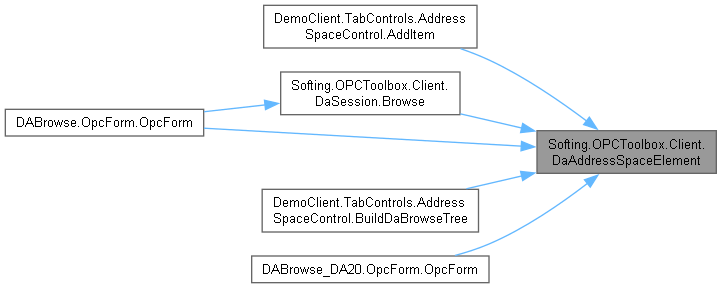 DemoClient.TabControls.Address
SpaceControl.AddItem
Softing.OPCToolbox.Client.
DaSession.Browse
DABrowse.OpcForm.OpcForm
Softing.OPCToolbox.Client.
DaAddressSpaceElement
DemoClient.TabControls.Address
SpaceControl.BuildDaBrowseTree
DABrowse_DA20.OpcForm.OpcForm